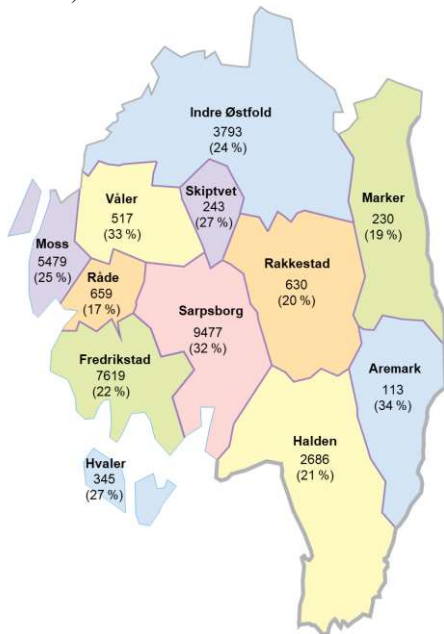 Indre Østfold
3793
(24 %)
Skiptvet
243
(27 %)
Våler
517
(33 %)
Marker
230
(19 %)
Moss
5479
(25 %)
Råde
659
(17 %)
Rakkestad
630
(20 %)
Sarpsborg
9477
(32 %)
Fredrikstad
7619
(22 %)
Aremark
113
(34 %)
Halden
2686
(21 %)
Hvaler
345
(27 %)